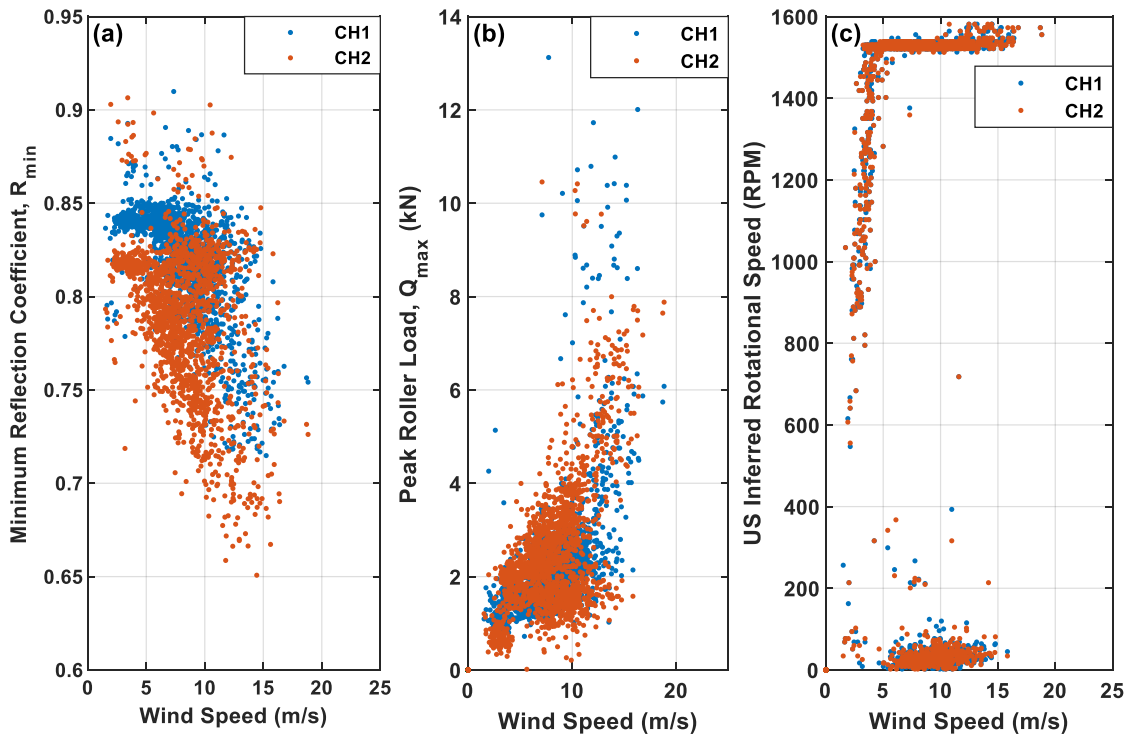 (a)
CH1
CH2
0.95
0.9
0.85
0.8
0.75
0.7
0.65
0.6
0
5
10
15
20
25
Minimum Reflection Coefficient, R_min
Wind Speed (m/s)
(b)
CH1
CH2
14
12
10
8
6
4
2
0
0
10
20
Peak Roller Load, Q_max (kN)
Wind Speed (m/s)
(c)
CH1
CH2
1600
1400
1200
1000
800
600
400
200
0
0
5
10
15
20
25
US Inferred Rotational Speed (RPM)
Wind Speed (m/s)